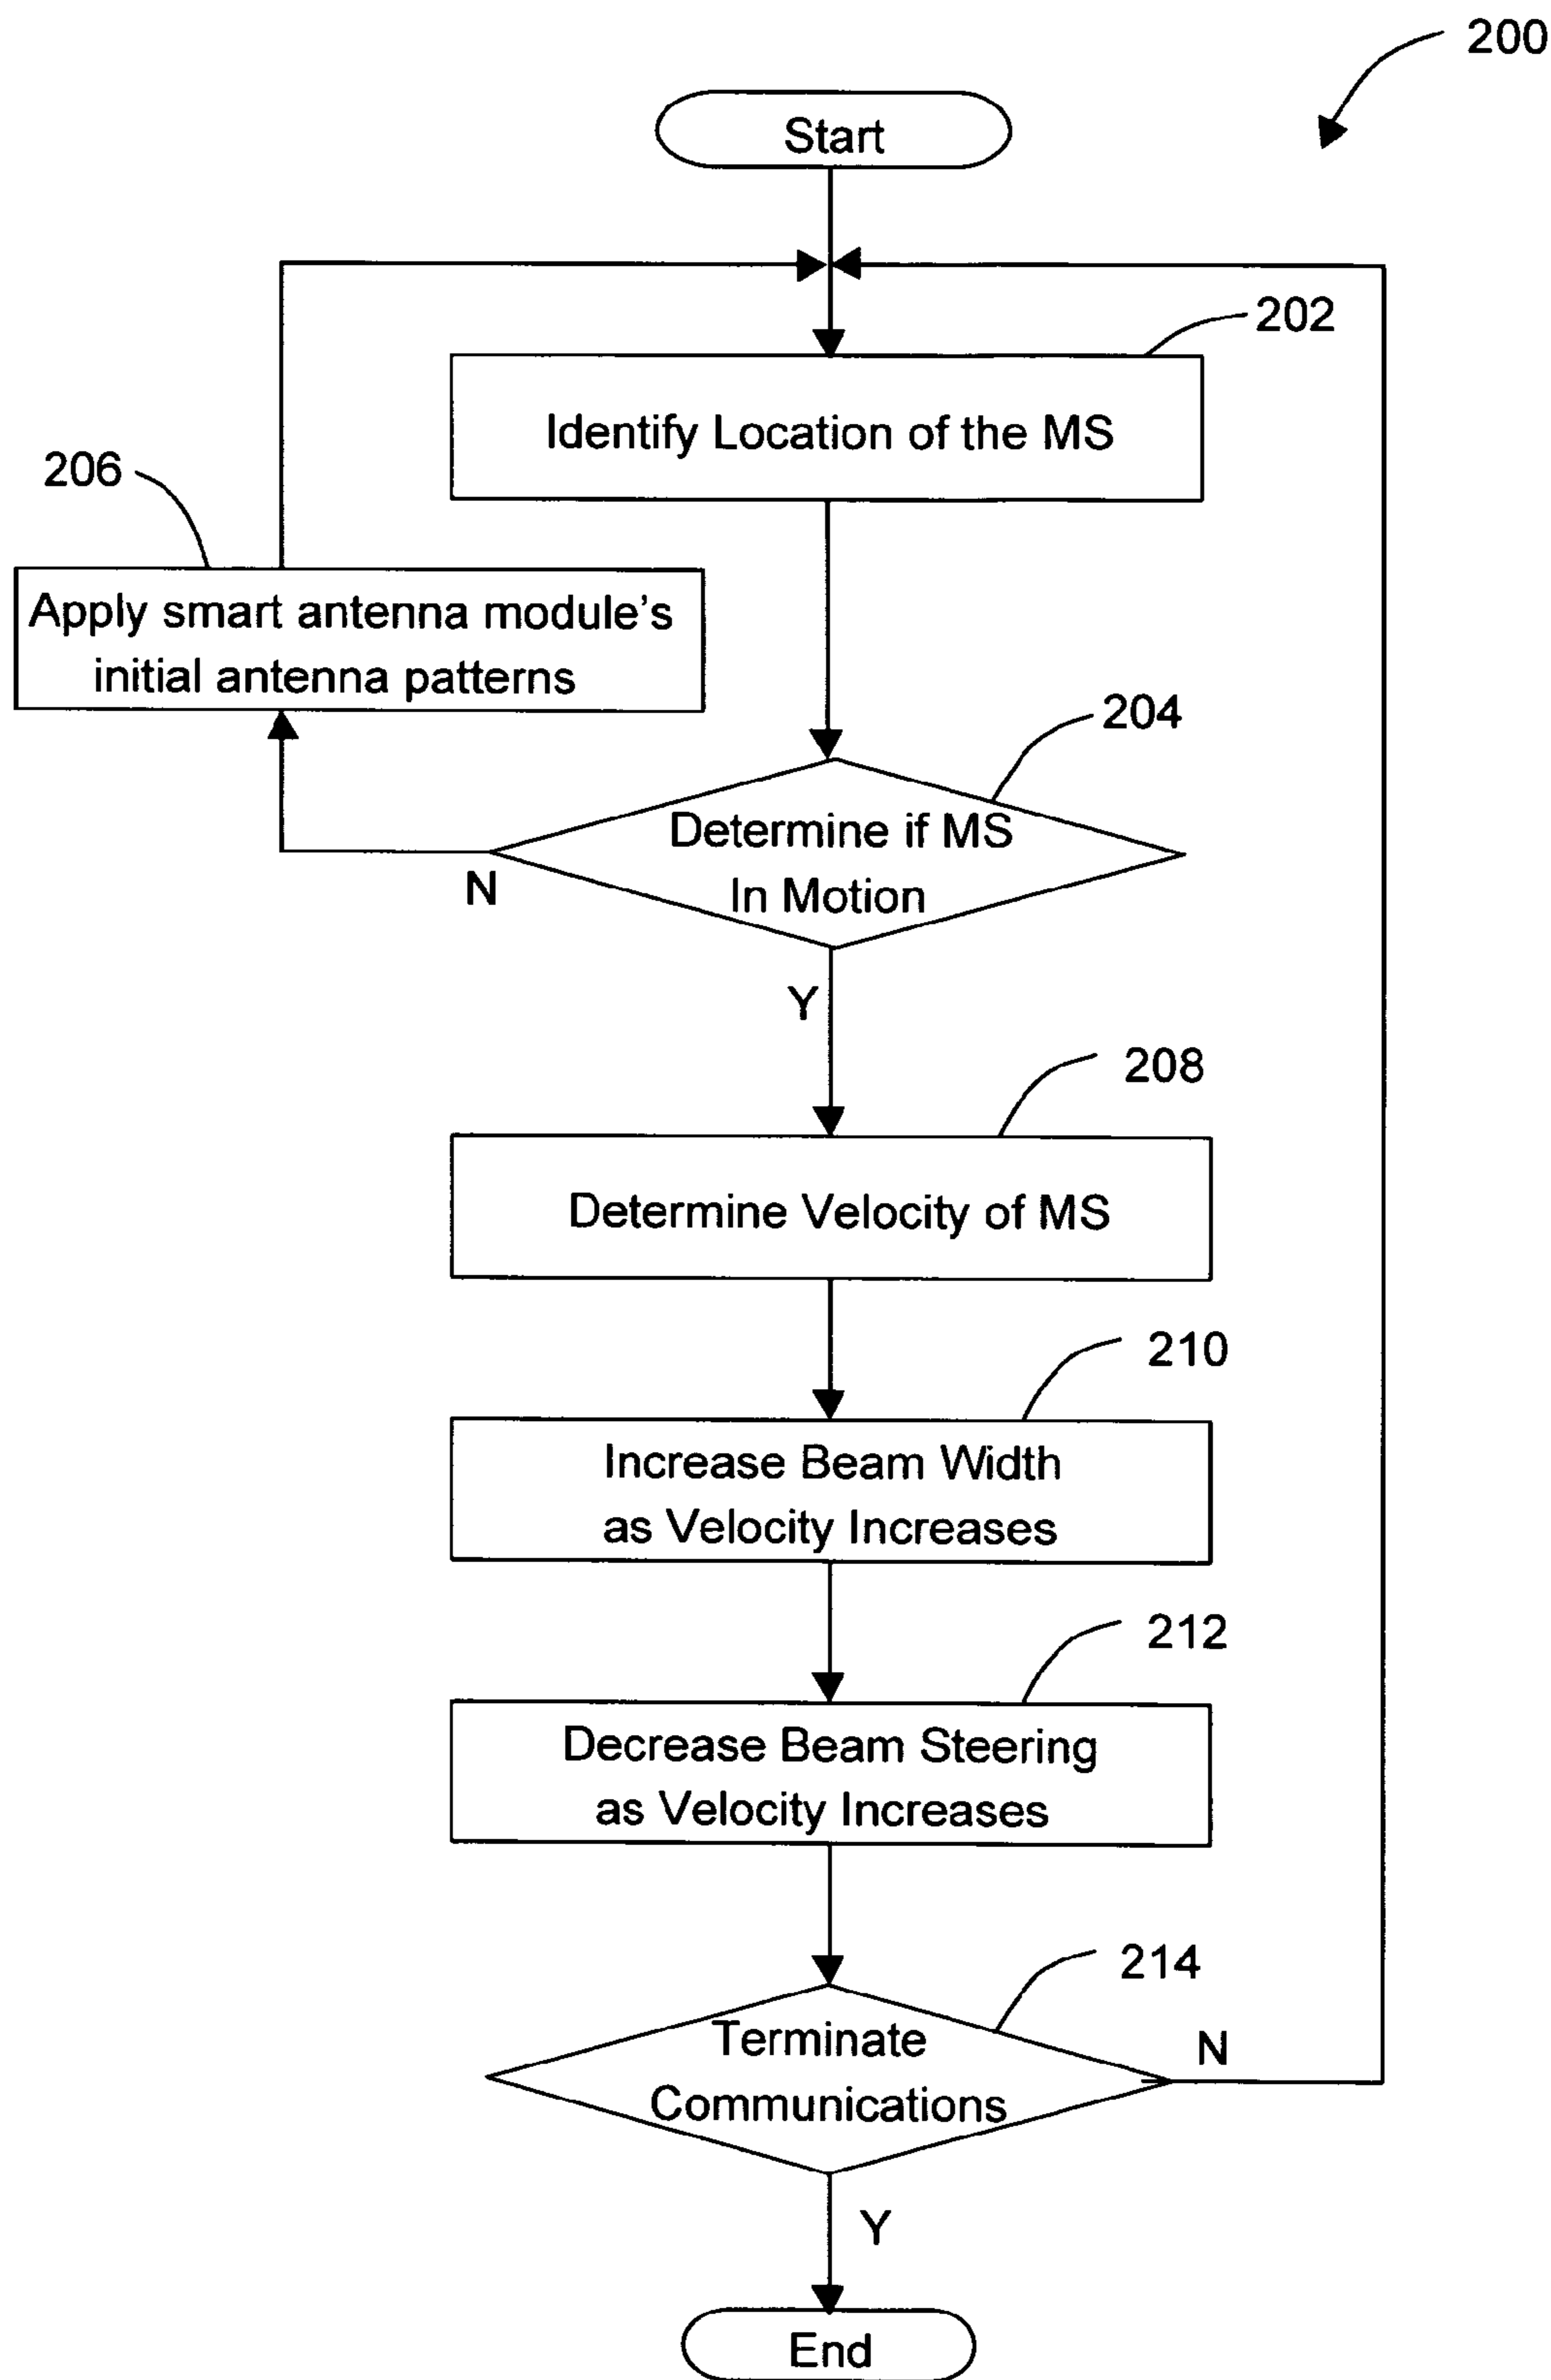 200
Start
202
Identify Location of the MS
206
Apply smart antenna module's
initial antenna patterns
204
Determine if MS
In Motion
N
Y
208
Determine Velocity of MS
210
Increase Beam Width
as Velocity Increases
212
Decrease Beam Steering
as Velocity Increases
214
Terminate
Communications
N
Y
End